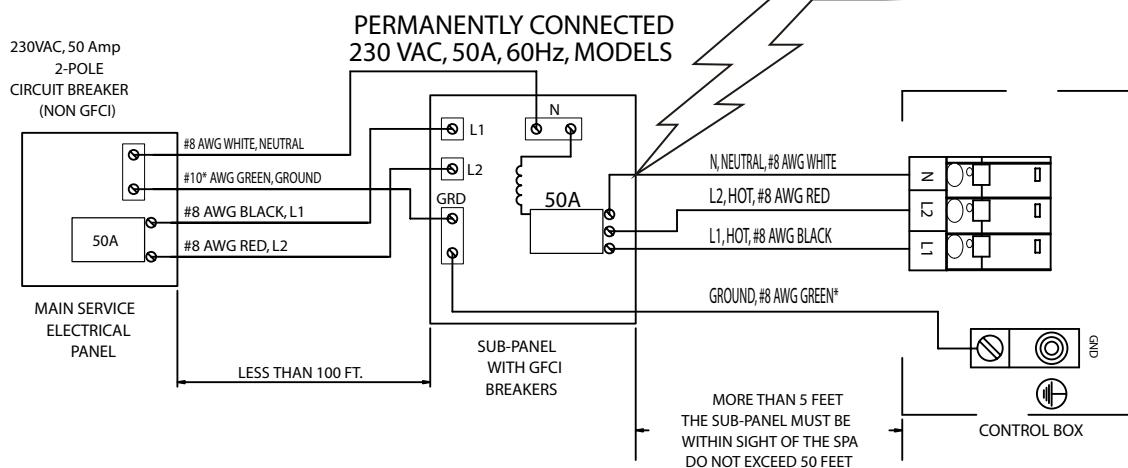 PERMANENTLY CONNECTED
230 VAC, 50A, 60Hz, MODELS
230VAC, 50 Amp
2-POLE
CIRCUIT BREAKER
(NON GFCI)
#8 AWG WHITE, NEUTRAL
#10* AWG GREEN, GROUND
#8 AWG BLACK, L1
#8 AWG RED, L2
50A
MAIN SERVICE
ELECTRICAL
PANEL
LESS THAN 100 FT.
L1
L2
GRD
N
50A
SUB-PANEL
WITH GFCI
BREAKERS
N, NEUTRAL, #8 AWG WHITE
L2, HOT, #8 AWG RED
L1, HOT, #8 AWG BLACK
GROUND, #8 AWG GREEN*
N
L2
L1
GND
MORE THAN 5 FEET
THE SUB-PANEL MUST BE
WITHIN SIGHT OF THE SPA
DO NOT EXCEED 50 FEET
CONTROL BOX